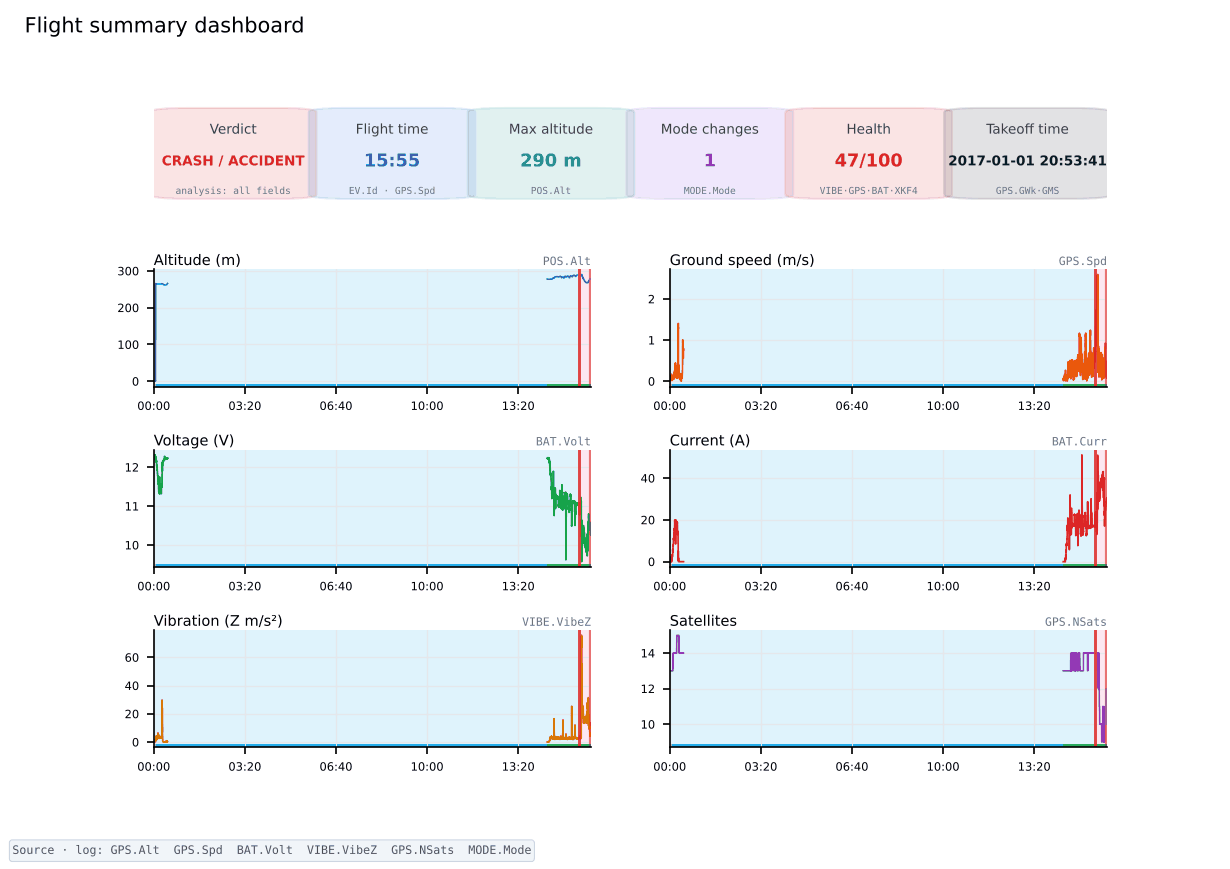 Flight summary dashboard
Verdict Flight time Max altitude Mode changes Health Takeoff time
CRASH / ACCIDENT 15:55 290 m 1 47/100 2017-01-01 20:53:41
analysis: all fields EV.Id · GPS.Spd POS.Alt MODE.Mode VIBE·GPS·BAT·XKF4 GPS.GWk·GMS
Altitude (m) POS.Alt
300
200
100
0
00:00 03:20 06:40 10:00 13:20
Ground speed (m/s) GPS.Spd
2
1
0
00:00 03:20 06:40 10:00 13:20
Voltage (V) BAT.Volt
12
11
10
00:00 03:20 06:40 10:00 13:20
Current (A) BAT.Curr
40
20
0
00:00 03:20 06:40 10:00 13:20
Vibration (Z m/s²) VIBE.VibeZ
60
40
20
0
00:00 03:20 06:40 10:00 13:20
Satellites GPS.NSats
14
12
10
00:00 03:20 06:40 10:00 13:20
Source · log: GPS.Alt GPS.Spd BAT.Volt VIBE.VibeZ GPS.NSats MODE.Mode